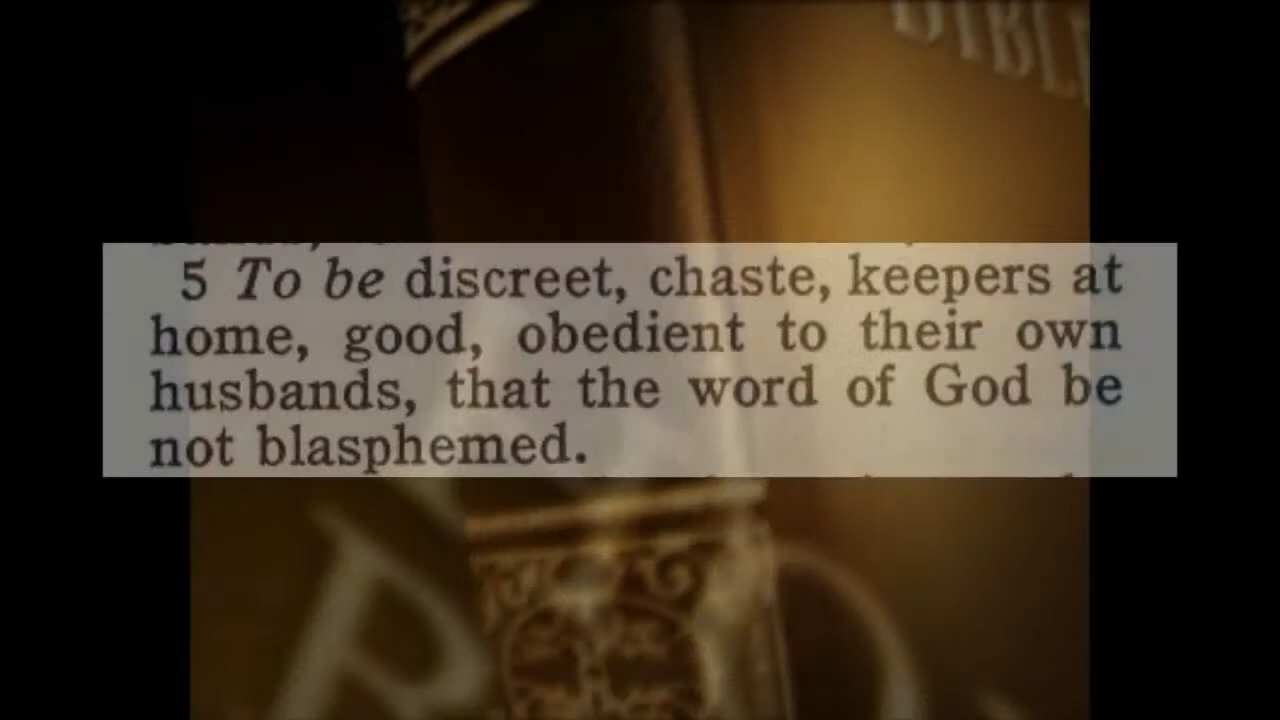 BIBLE
5 To be discreet, chaste, keepers at
home, good, obedient to their own
husbands, that the word of God be
not blasphemed.